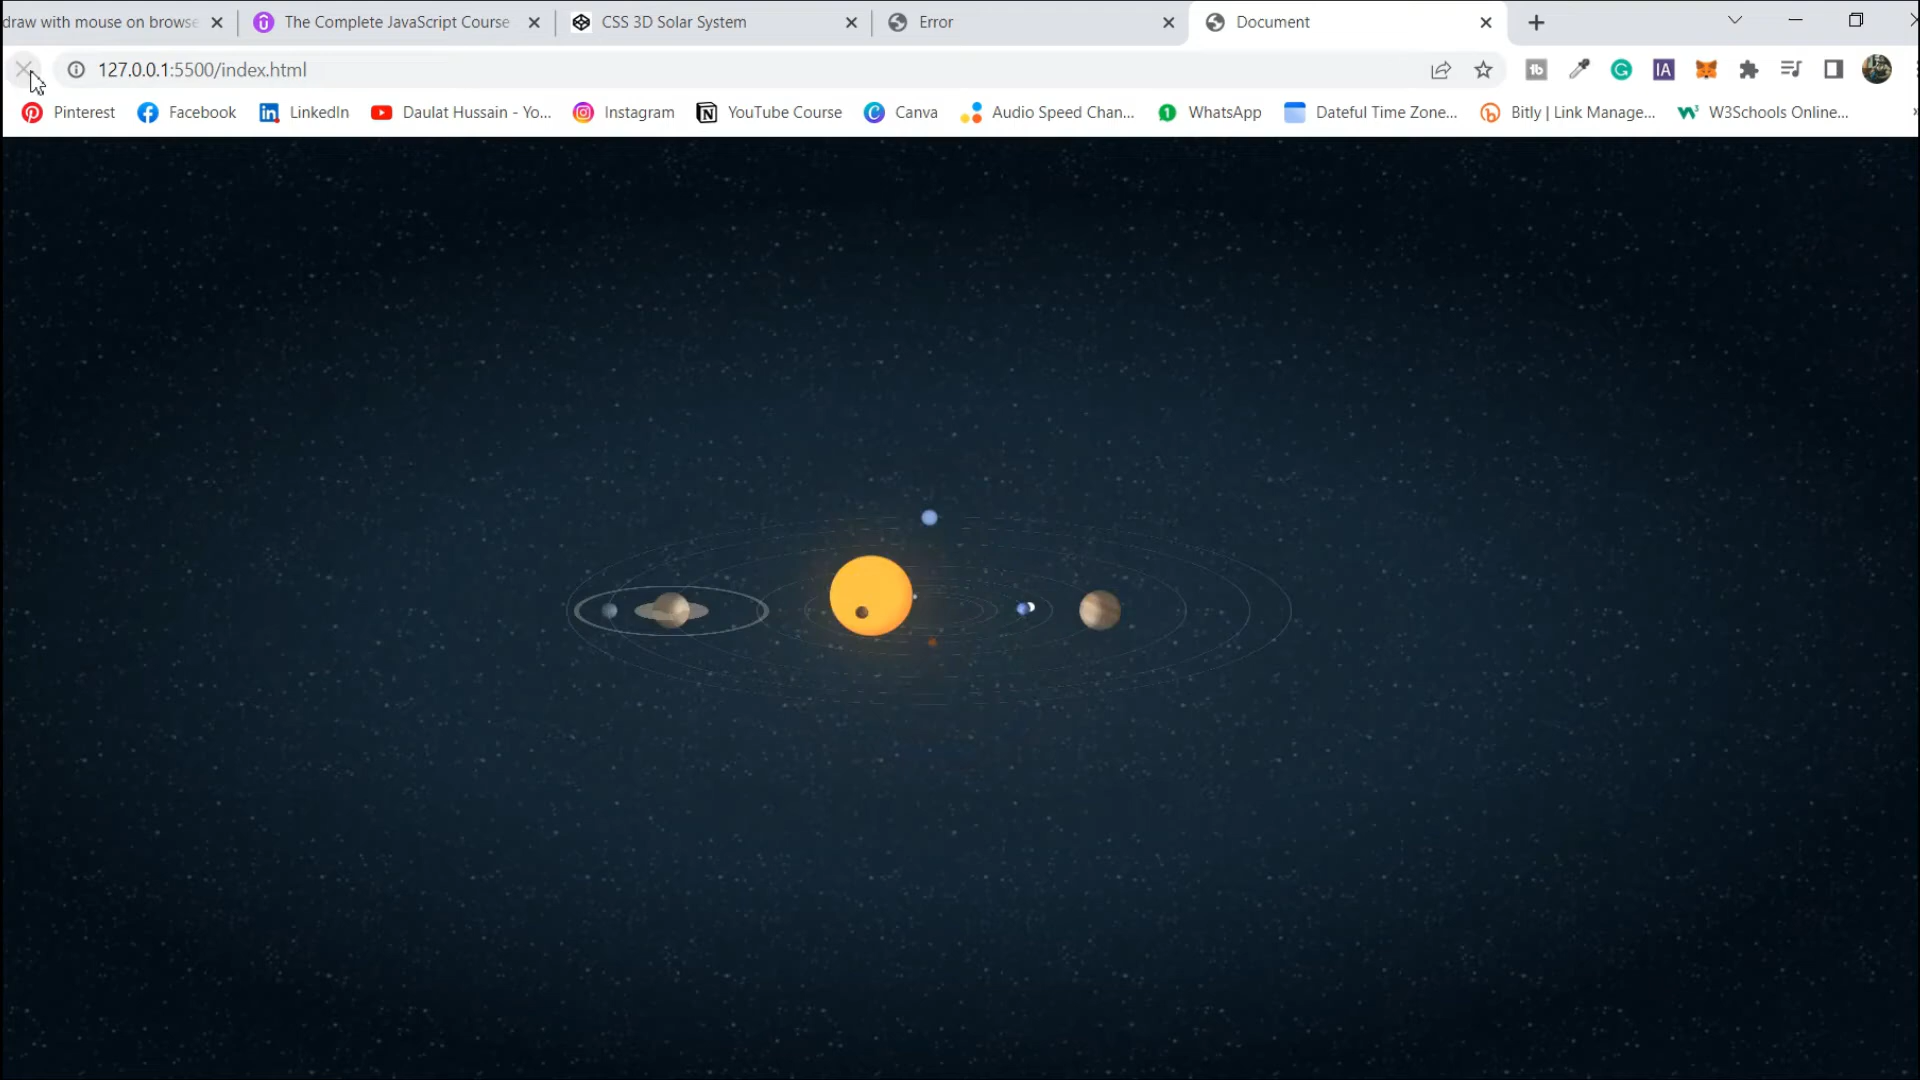 draw with mouse on browse
The Complete JavaScript Course
CSS 3D Solar System
Error
Document
127.0.0.1:5500/index.html
Pinterest
Facebook
LinkedIn
Daulat Hussain - Yo...
Instagram
YouTube Course
Canva
Audio Speed Chan...
WhatsApp
Dateful Time Zone...
Bitly | Link Manage...
W3Schools Online...